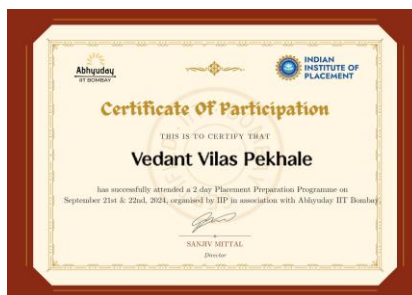 Abhyuday
IIT BOMBAY
INDIAN
INSTITUTE OF
PLACEMENT
Certificate Of Participation
THIS IS TO CERTIFY THAT
Vedant Vilas Pekhale
has successfully attended a 2 day Placement Preparation Programme on
September 21st & 22nd, 2024, organised by IIP in association with Abhyuday IIT Bombay.
SANJIV MITTAL
Director